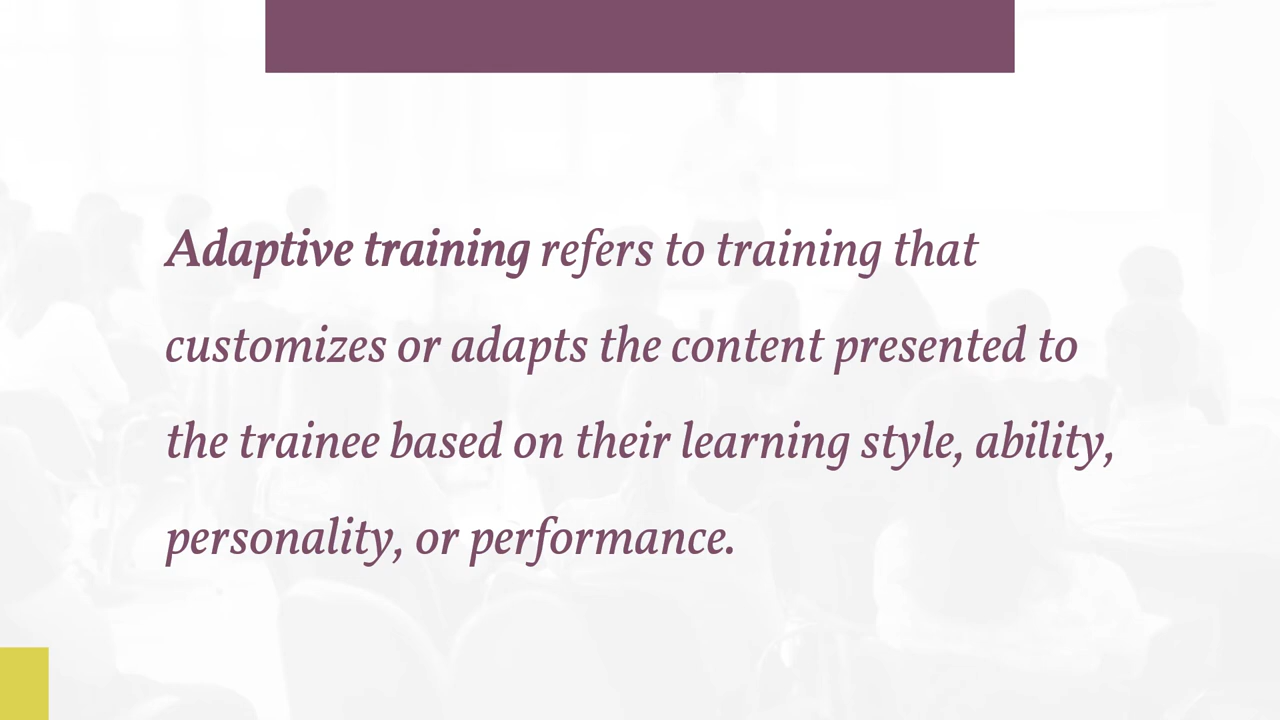 Adaptive training refers to training that
customizes or adapts the content presented to
the trainee based on their learning style, ability,
personality, or performance.